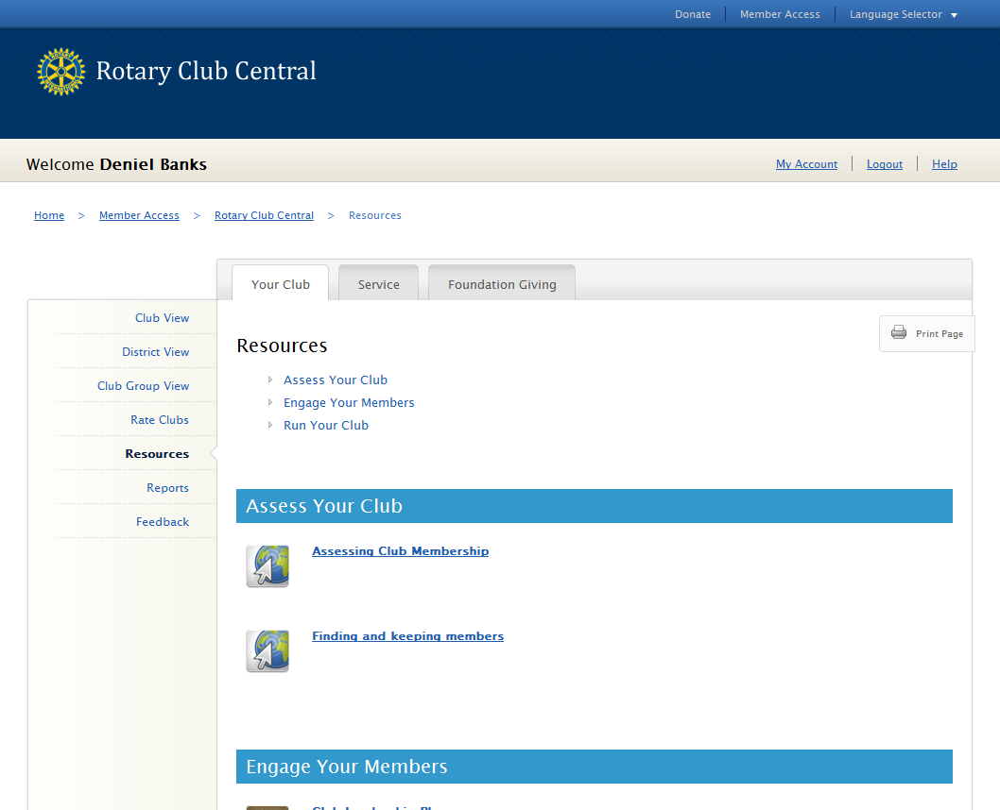 Donate Member Access Language Selector
Rotary Club Central
Welcome Deniel Banks
My Account Logout Help
Home > Member Access > Rotary Club Central > Resources
Your Club Service Foundation Giving
Club View
District View
Club Group View
Rate Clubs
Resources
Reports
Feedback
Print Page
Resources
Assess Your Club
Engage Your Members
Run Your Club
Assess Your Club
Assessing Club Membership
Finding and keeping members
Engage Your Members